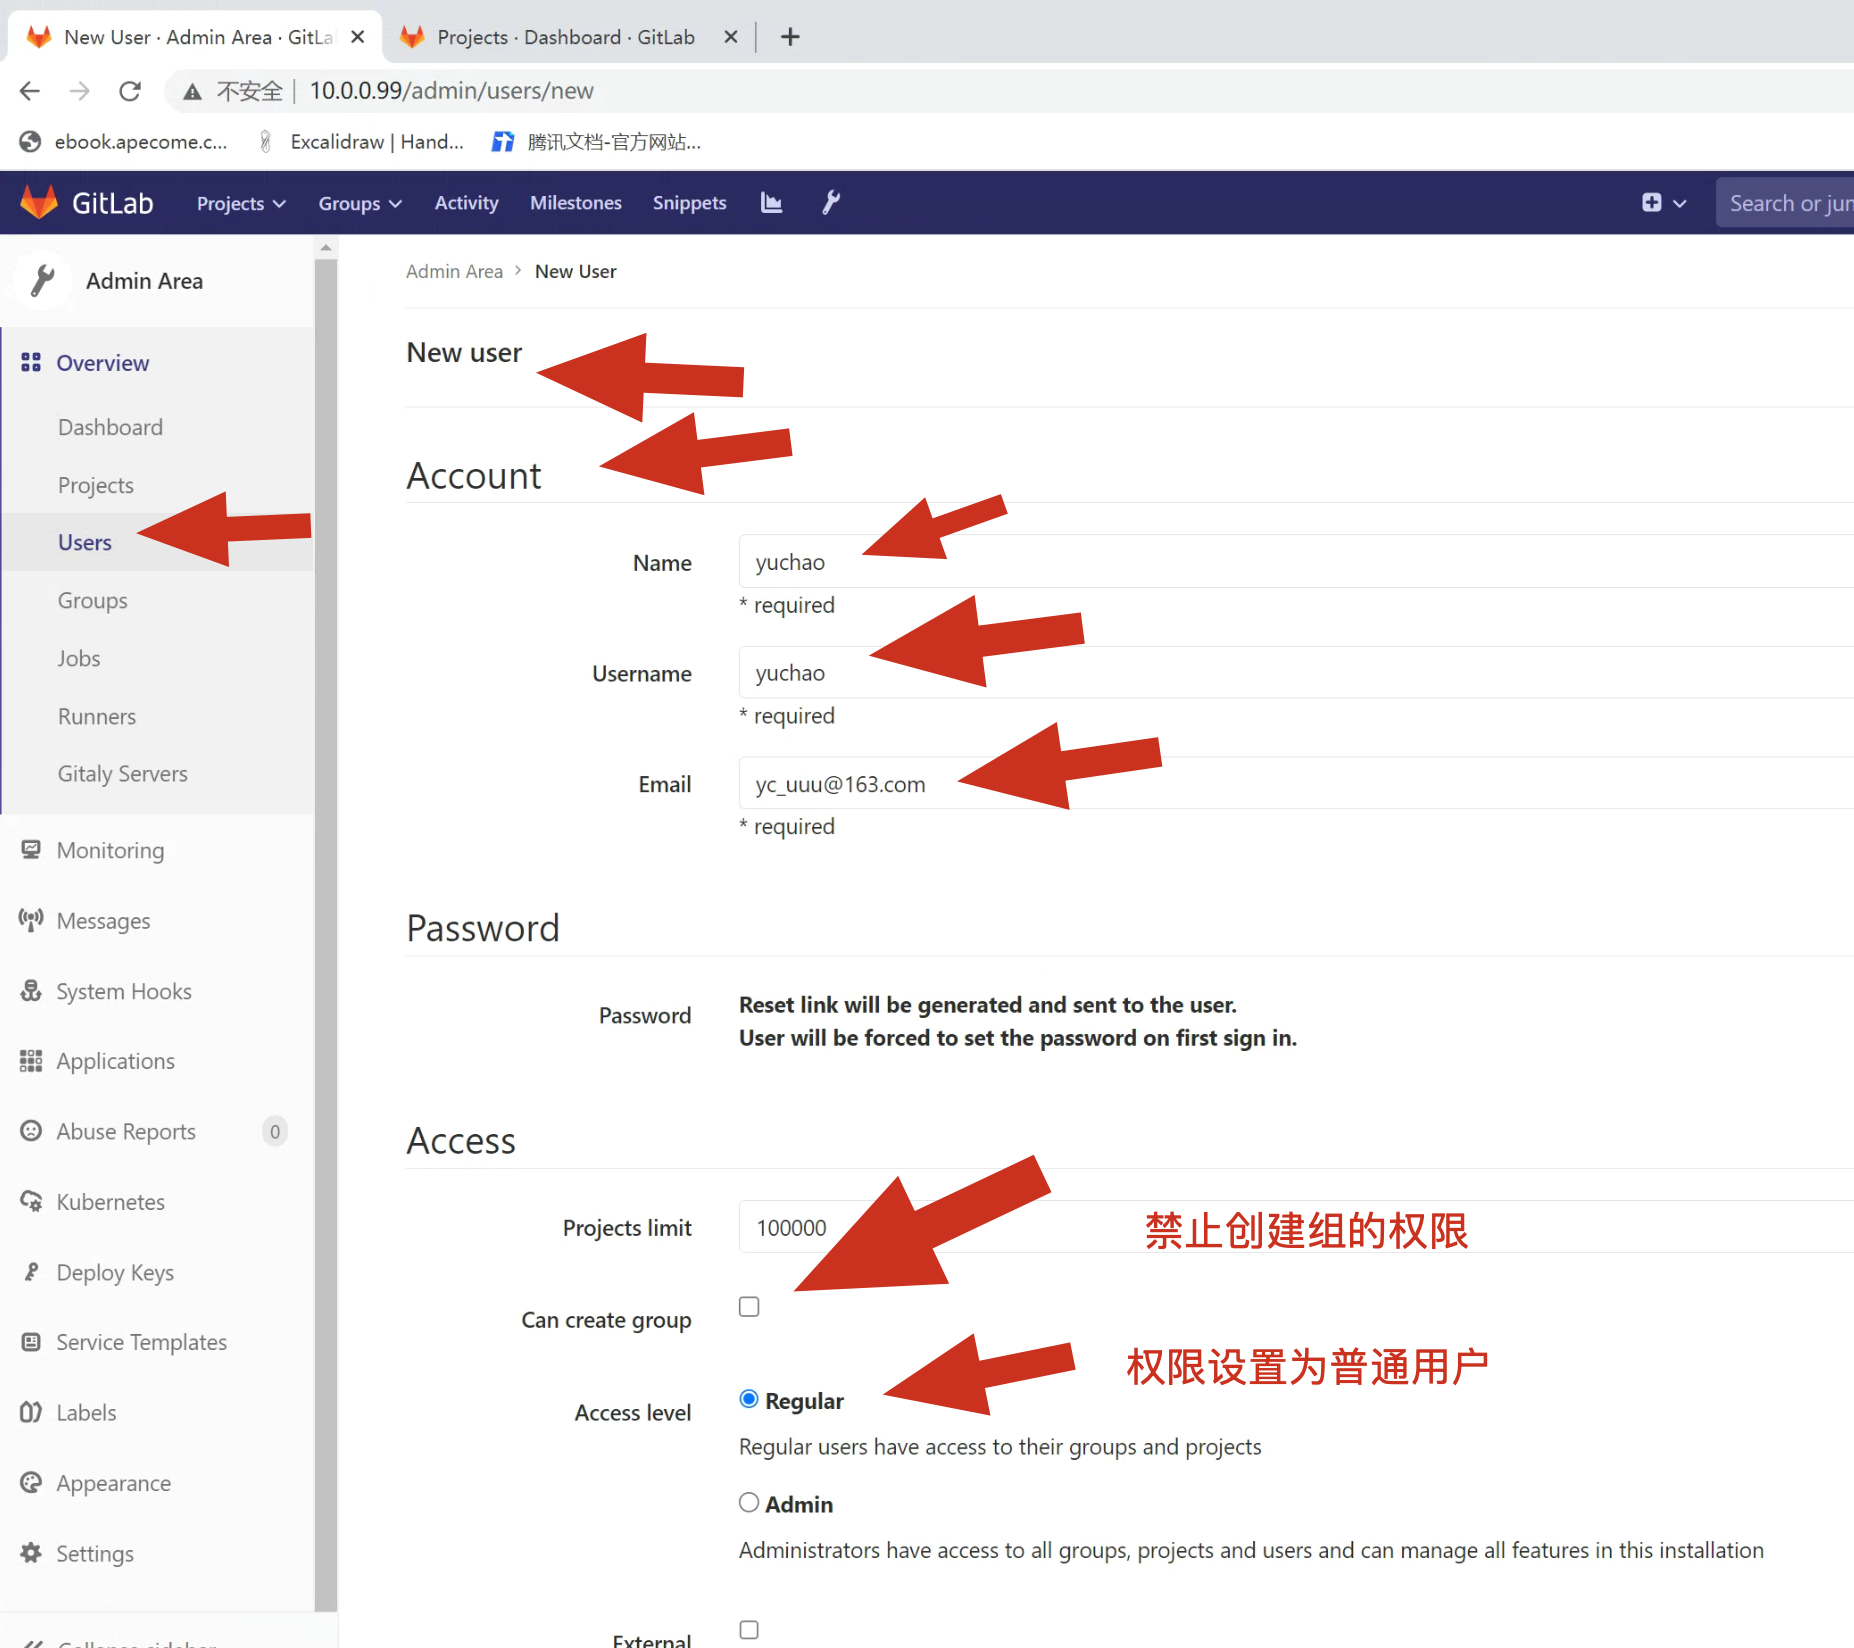 New User · Admin Area · GitLa
Projects · Dashboard · GitLab
不安全 10.0.0.99/admin/users/new
ebook.apecome.c...
Excalidraw | Hand...
腾讯文档-官方网站...
GitLab
Projects
Groups
Activity
Milestones
Snippets
Search or jum
Admin Area
Overview
Dashboard
Projects
Users
Groups
Jobs
Runners
Gitaly Servers
Monitoring
Messages
System Hooks
Applications
Abuse Reports 0
Kubernetes
Deploy Keys
Service Templates
Labels
Appearance
Settings
Collapse sidebar
Admin Area > New User
New user
Account
Name
yuchao
* required
Username
yuchao
* required
Email
yc_uuu@163.com
* required
Password
Password
Reset link will be generated and sent to the user.
User will be forced to set the password on first sign in.
Access
Projects limit
100000
禁止创建组的权限
Can create group
权限设置为普通用户
Access level
Regular
Regular users have access to their groups and projects
Admin
Administrators have access to all groups, projects and users and can manage all features in this installation
External